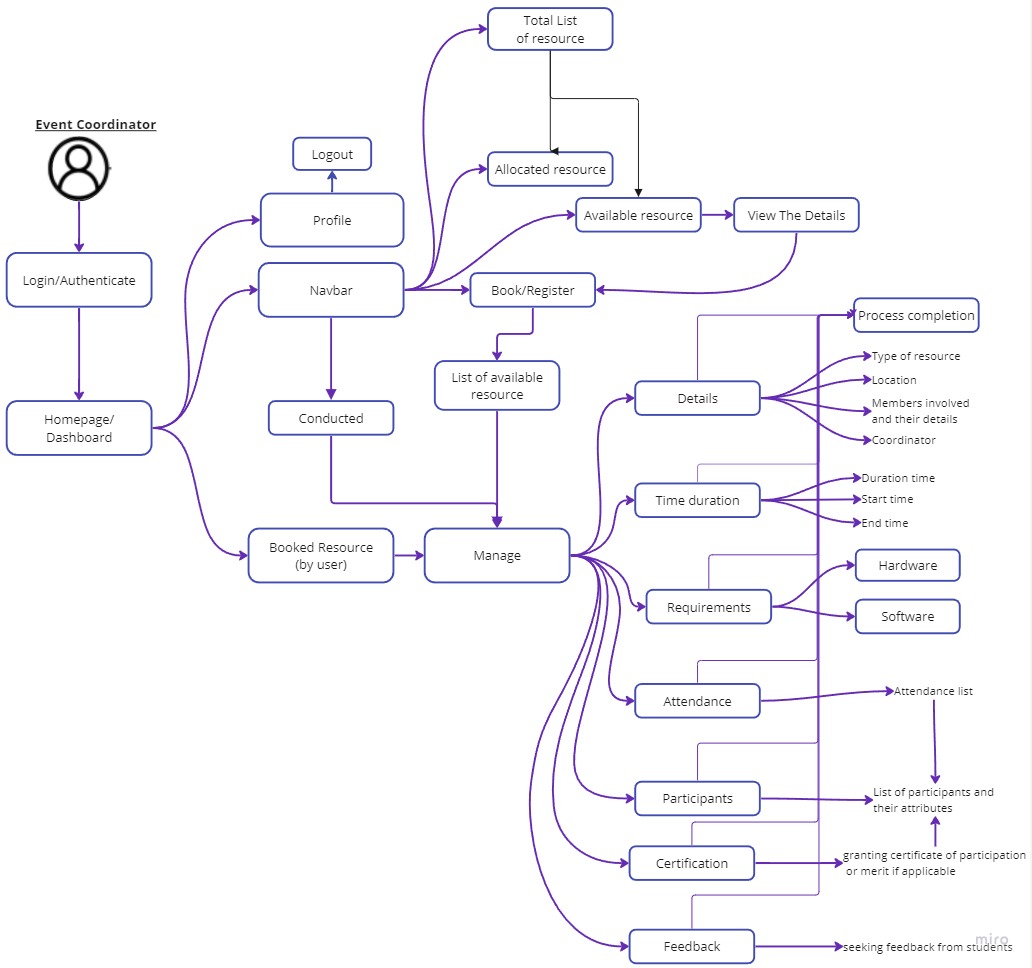 Total List
of resource
Event Coordinator
Logout
Allocated resource
Profile
Available resource
View The Details
Login/Authenticate
Navbar
Book/Register
Process completion
Type of resource
List of available
resource
Location
Details
Members involved
and their details
Homepage/
Dashboard
Conducted
Coordinator
Duration time
Time duration
Start time
End time
Booked Resource
(by user)
Manage
Hardware
Requirements
Software
Attendance
Attendance list
Participants
List of participants and
their attributes
Certification
granting certificate of participation
or merit if applicable
Feedback
seeking feedback from students
miro